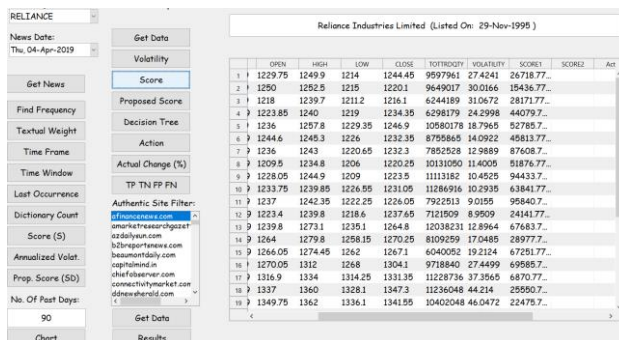 RELIANCE
News Date:
Thu, 04-Apr-2019
Get News
Find Frequency
Textual Weight
Time Frame
Time Window
Last Occurrence
Dictionary Count
Score (S)
Annualized Volat.
Prop. Score (SD)
No. Of Past Days:
90
Chart
Get Data
Volatility
Score
Proposed Score
Decision Tree
Action
Actual Change (%)
TP TN FP FN
Authentic Site Filter:
afinancenews.com
amarketresearchgazet
azdailysun.com
b2breportenews.com
beaumontdaily.com
capitalmind.in
chiefobserver.com
connectivitymarket.con
ddnewsherald.com
Get Data
Results
Reliance Industries Limited (Listed On: 29-Nov-1995 )
OPEN HIGH LOW CLOSE TOTTRDQTY VOLATILITY SCORE1 SCORE2 Act
1 1229.75 1249.9 1214 1244.45 9597961 27.4241 26718.77...
2 1250 1252.5 1215 1220.1 9649017 30.0166 15436.77...
3 1218 1239.7 1211.2 1216.1 6244189 31.0672 28171.77...
4 1223.85 1240 1219 1234.35 6298179 24.2998 44079.7...
5 1236 1257.8 1229.35 1246.9 10580178 18.7965 52785.7...
6 1244.6 1245.3 1226 1232.35 8755865 14.0922 45813.77...
7 1236 1243 1220.65 1232.3 7852528 12.9889 87608.7...
8 1209.5 1234.8 1206 1220.25 10131050 11.4005 51876.77...
9 1228.05 1244.9 1209 1223.5 11113182 10.4525 94433.7...
10 1233.75 1239.85 1226.55 1231.05 11286916 10.2935 63841.77...
11 1237 1242.35 1222.25 1226.05 7922513 9.0155 95840.7...
12 1223.4 1239.8 1218.6 1237.65 7121509 8.9509 24141.77...
13 1239.8 1273.1 1235.1 1264.8 12038231 12.8964 67683.7...
14 1264 1279.8 1258.15 1270.25 8109259 17.0485 28977.7...
15 1266.05 1274.45 1262 1267.1 6040052 19.2124 67251.77...
16 1270.05 1312 1268 1304.1 9718840 27.4499 69585.7...
17 1316.9 1334 1314.25 1331.35 11228736 37.3565 6870.77...
18 1337 1360 1328.1 1347.3 11236048 44.214 25550.7...
19 1349.75 1362 1336.1 1341.55 10402048 46.0472 22475.7...